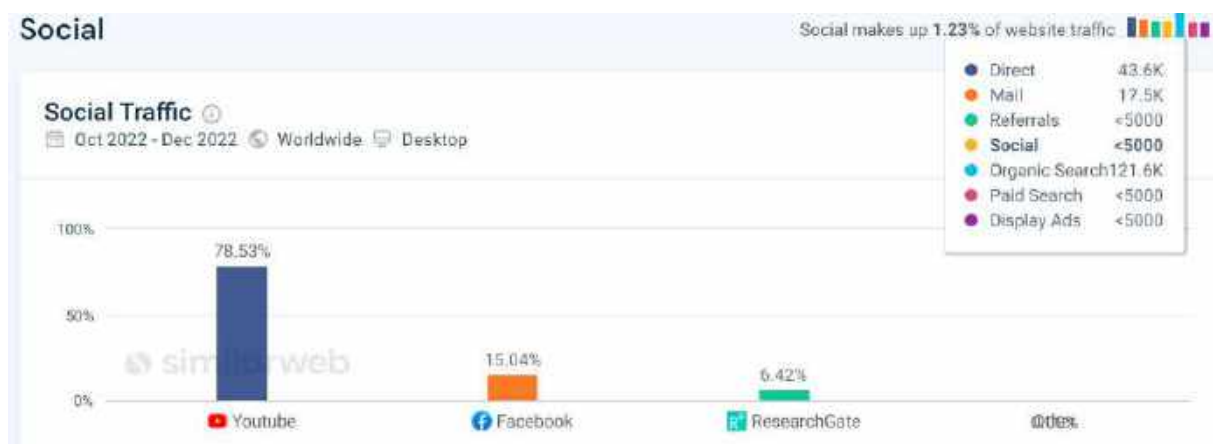 Social
Social makes up 1.23% of website traffic
Direct 43.6K
Mail 17.5K
Referrals <5000
Social <5000
Organic Search 121.6K
Paid Search <5000
Display Ads <5000
Social Traffic
Oct 2022 - Dec 2022 Worldwide Desktop
100%
78.53%
50%
similarweb
15.04%
6.42%
0%
Youtube
Facebook
ResearchGate